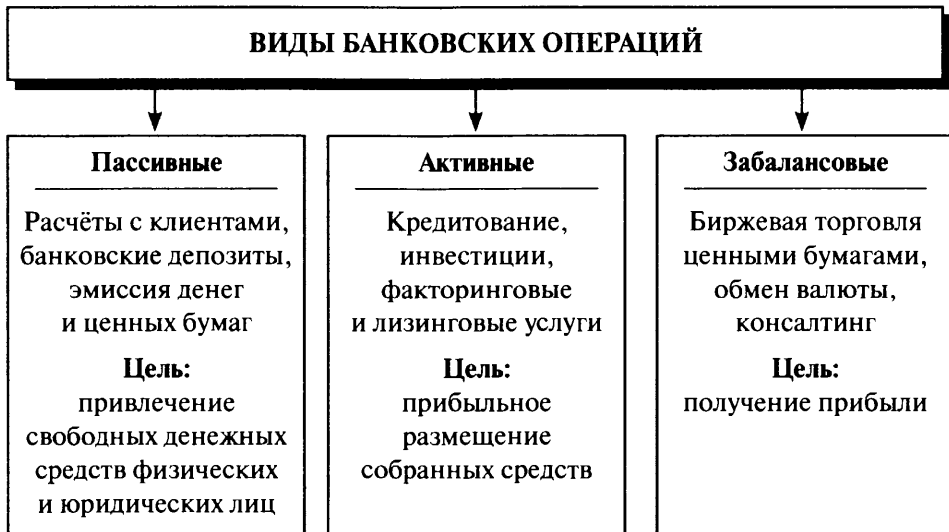 ВИДЫ БАНКОВСКИХ ОПЕРАЦИЙ
Пассивные
Расчёты с клиентами,
банковские депозиты,
эмиссия денег
и ценных бумаг
Цель:
привлечение
свободных денежных
средств физических
и юридических лиц
Активные
Кредитование,
инвестиции,
факторинговые
и лизинговые услуги
Цель:
прибыльное
размещение
собранных средств
Забалансовые
Биржевая торговля
ценными бумагами,
обмен валюты,
консалтинг
Цель:
получение прибыли